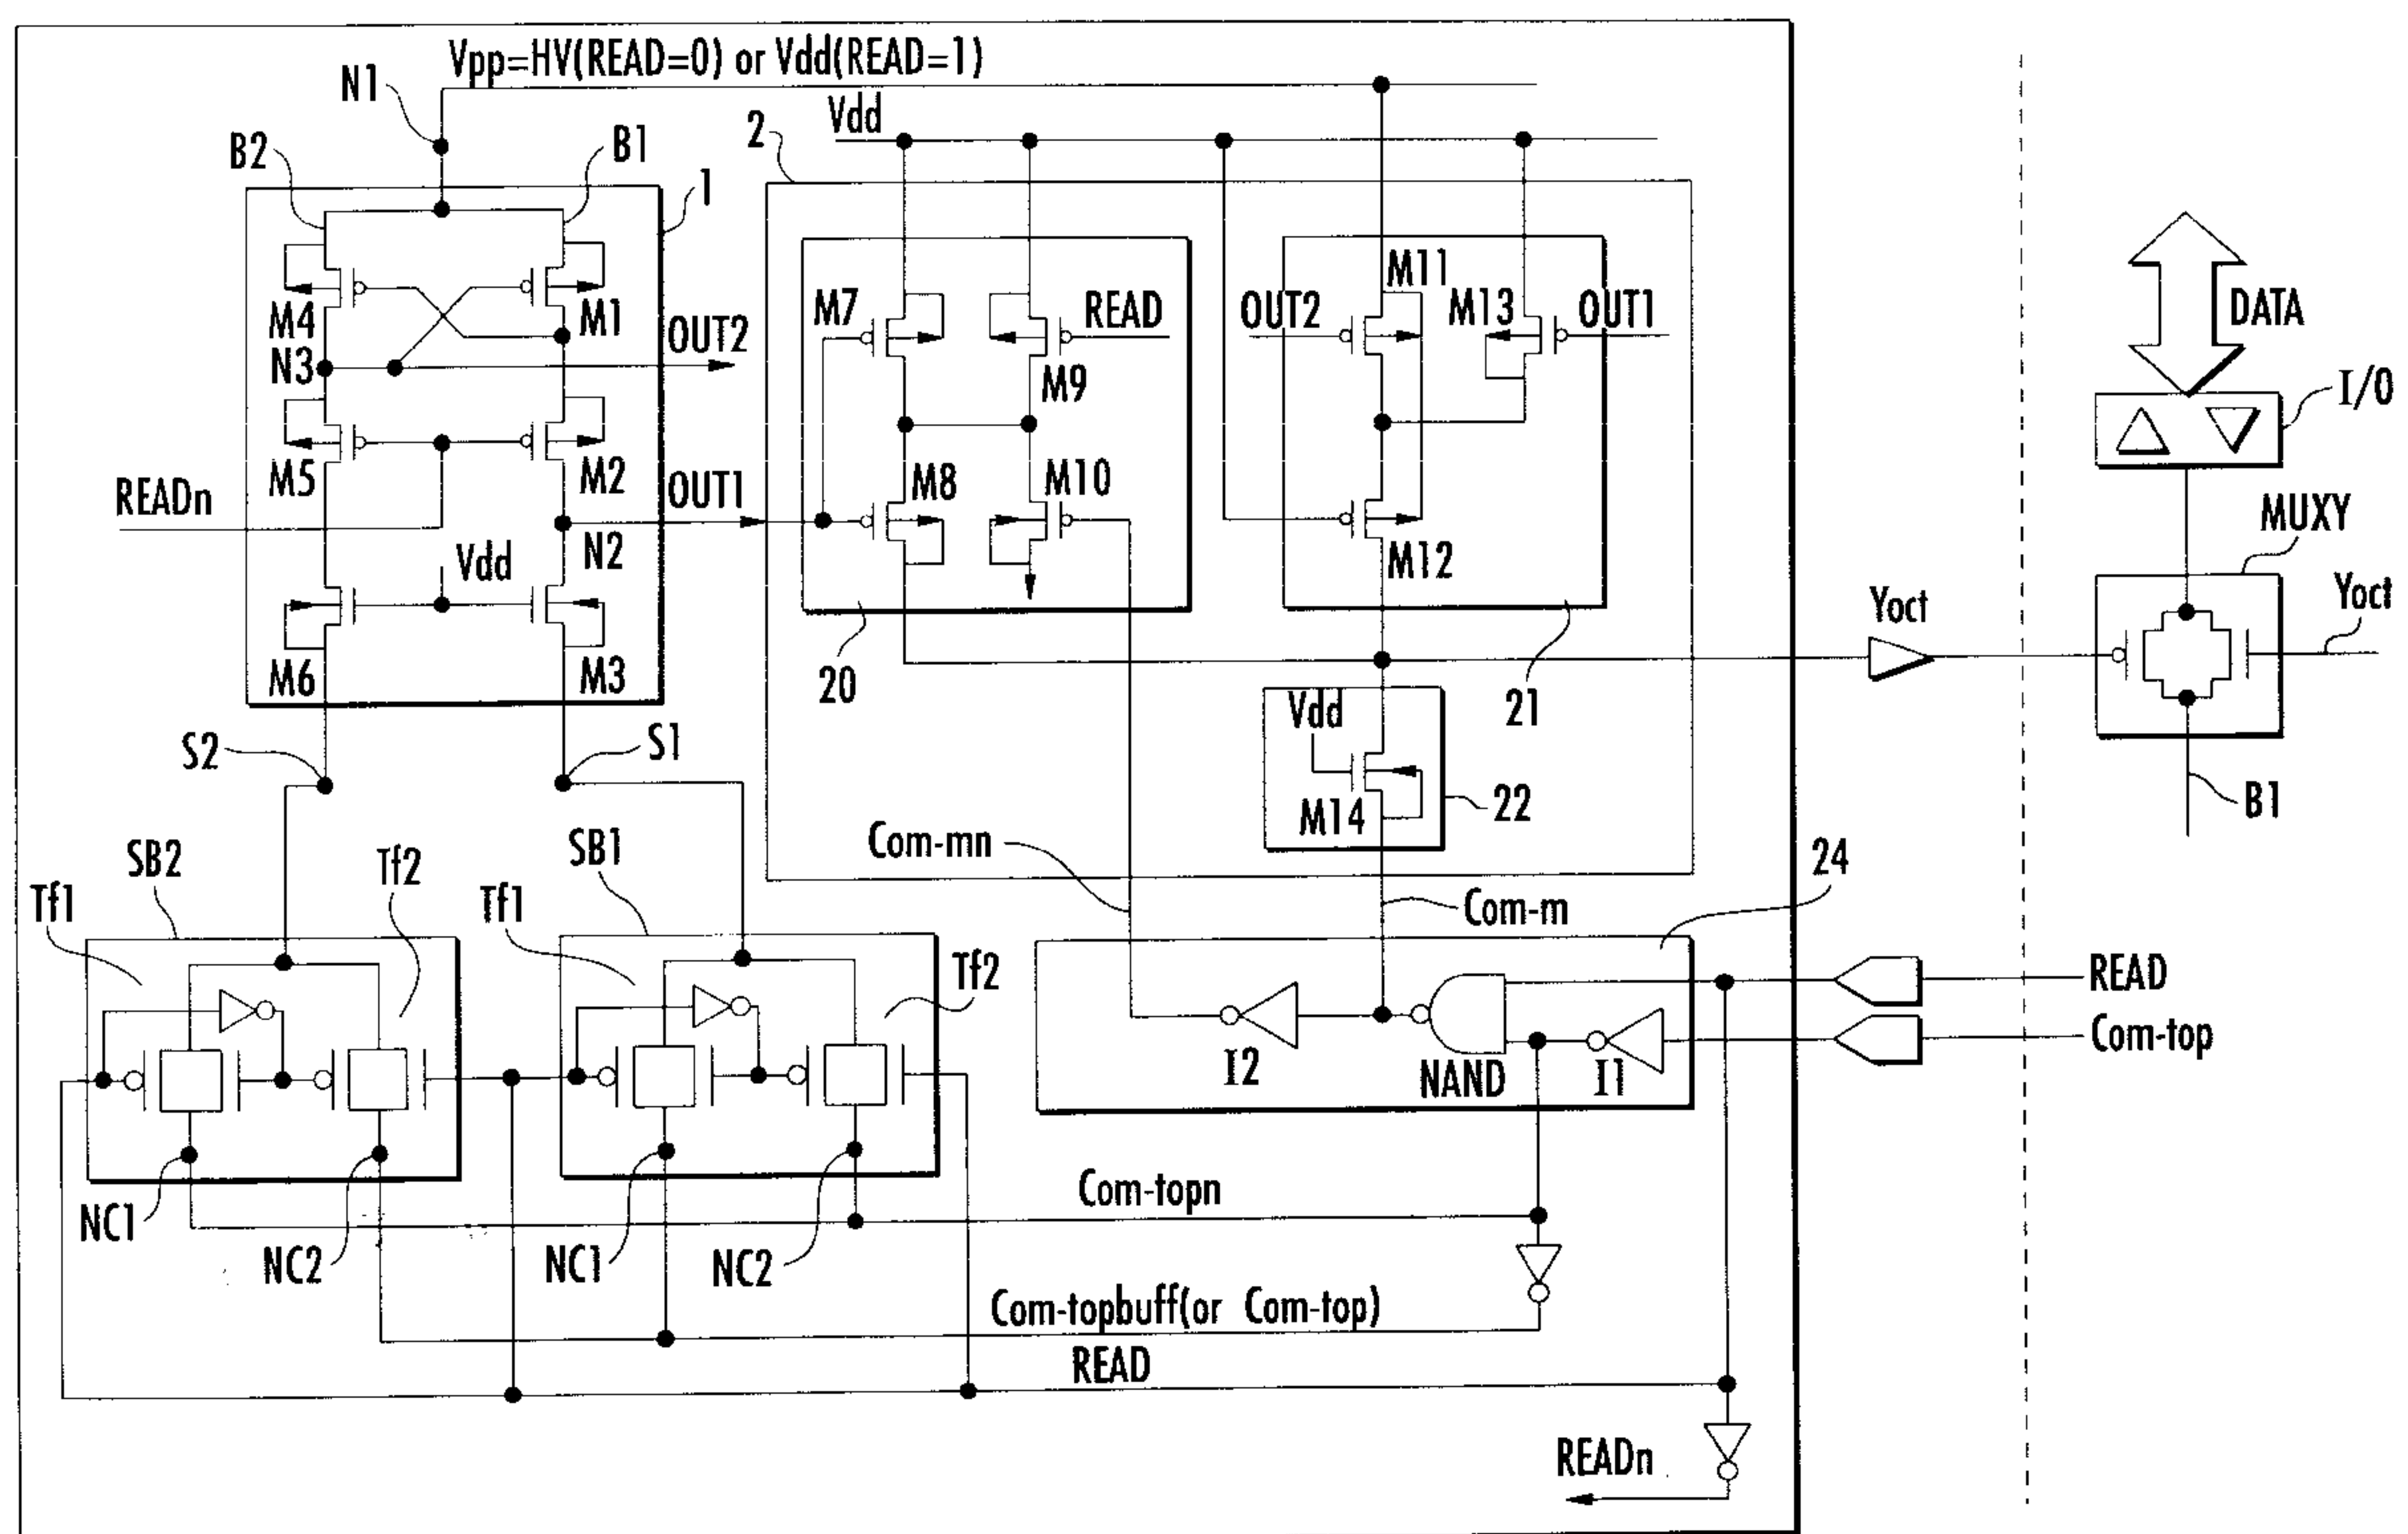 Vpp=HV(READ=0) or Vdd(READ=1)
N1
Vdd
2
B2
B1
1
M11
M7
READ
OUT2
M13
OUT1
DATA
M4
M1
OUT2
N3
M9
I/O
M5
M2
M8
M10
READn
OUT1
MUXY
Vdd
N2
M12
Yoct
Yoct
M6
M3
20
21
Vdd
S2
S1
M14
22
B1
Com-mn
SB2
Tf2
SB1
24
Tf1
Tf1
Com-m
Tf2
READ
Com-top
I2
NAND
I1
Com-topn
NC1
NC2
NC1
NC2
Com-topbuff(or Com-top)
READ
READn